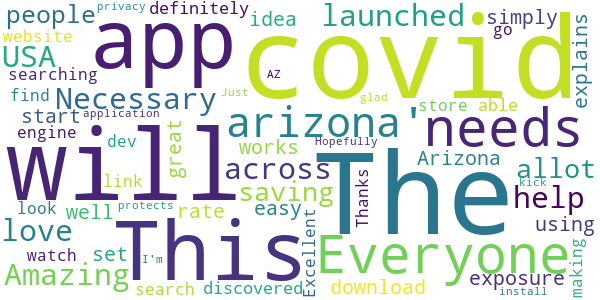 privacy
people
definitely
launched
simply
website
USA
idea
go
explains
app
covid
searching
AZ
find
Necessary
Just
glad
store
able
start
application
arizona
'
needs
engine
dev
great
works
Hopefully
will
The
across
Arizona
allot
link
saving
Thanks
help
look
well
rate
easy
Excellent
using
love
This
Everyone
making
watch
set
I'm
kick
exposure
Amazing
search
discovered
download
install
protects